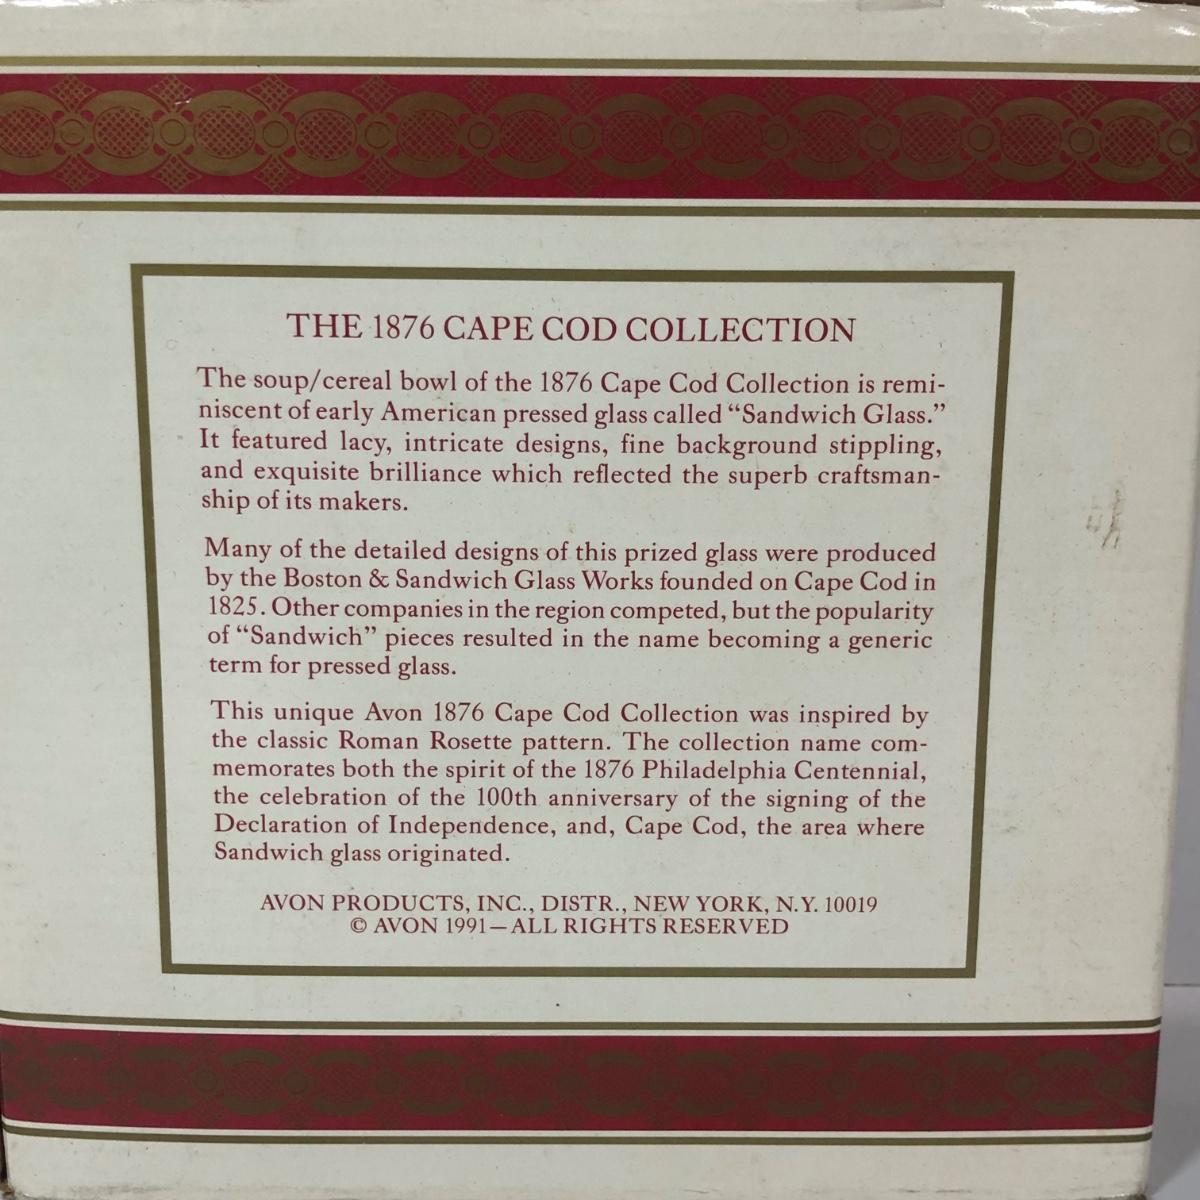 THE 1876 CAPE COD COLLECTION
The soup/cereal bowl of the 1876 Cape Cod Collection is remi-
niscent of early American pressed glass called “Sandwich Glass.”
It featured lacy, intricate designs, fine background stippling,
and exquisite brilliance which reflected the superb craftsman-
ship of its makers.
Many of the detailed designs of this prized glass were produced
by the Boston & Sandwich Glass Works founded on Cape Cod in
1825. Other companies in the region competed, but the popularity
of “Sandwich” pieces resulted in the name becoming a generic
term for pressed glass.
This unique Avon 1876 Cape Cod Collection was inspired by
the classic Roman Rosette pattern. The collection name com-
memorates both the spirit of the 1876 Philadelphia Centennial,
the celebration of the 100th anniversary of the signing of the
Declaration of Independence, and, Cape Cod, the area where
Sandwich glass originated.
AVON PRODUCTS, INC., DISTR., NEW YORK, N.Y. 10019
© AVON 1991—ALL RIGHTS RESERVED